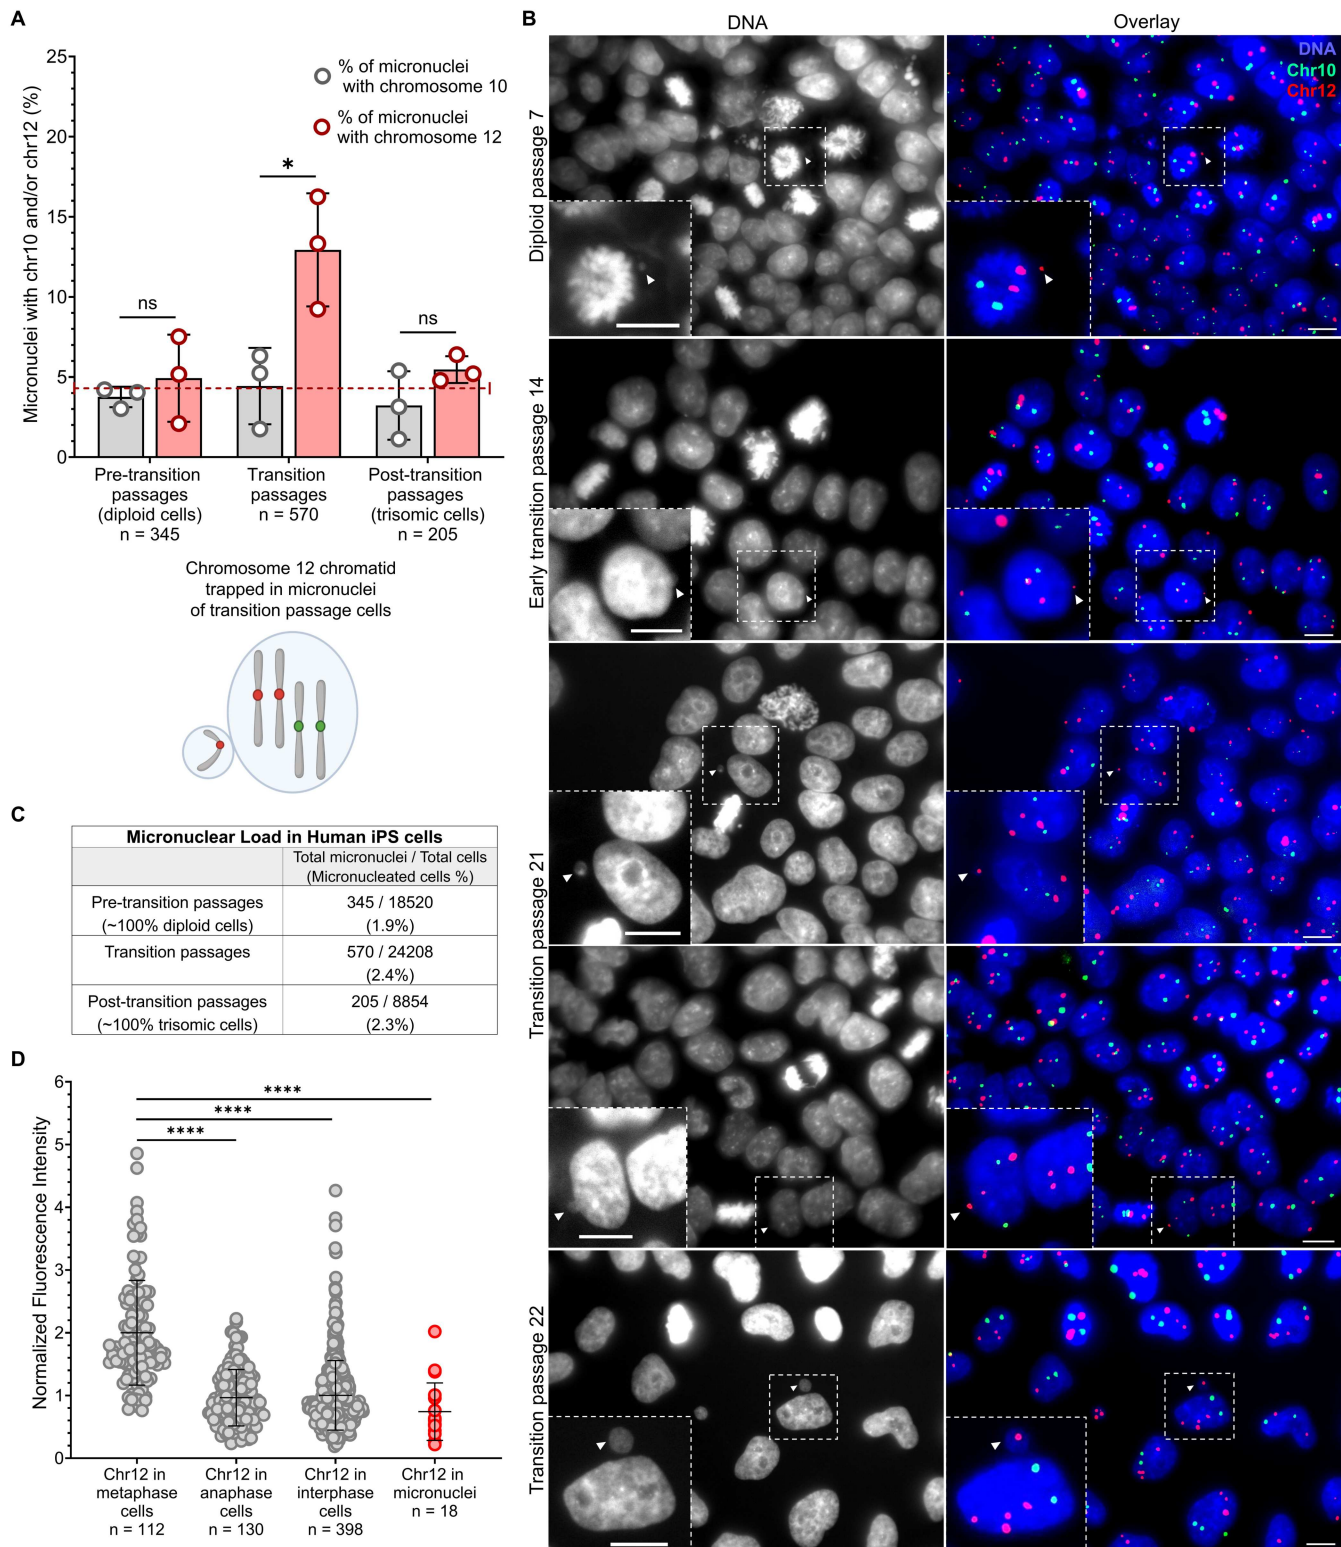 A
Micronuclei with chr10 and/or chr12 (%)
25
20
15
10
5
0
% of micronuclei
with chromosome 10
% of micronuclei
with chromosome 12
ns
*
ns
Pre-transition
passages
(diploid cells)
n = 345
Transition
passages
n = 570
Post-transition
passages
(trisomic cells)
n = 205
Chromosome 12 chromatid
trapped in micronuclei
of transition passage cells
B
DNA
Overlay
DNA
Chr10
Chr12
Diploid passage 7
Early transition passage 14
Transition passage 21
Transition passage 22
C
Micronuclear Load in Human iPS cells
Total micronuclei / Total cells
(Micronucleated cells %)
Pre-transition passages
(~100% diploid cells)
345 / 18520
(1.9%)
Transition passages
570 / 24208
(2.4%)
Post-transition passages
(~100% trisomic cells)
205 / 8854
(2.3%)
D
Normalized Fluorescence Intensity
6
5
4
3
2
1
0
****
****
****
Chr12 in
metaphase
cells
n = 112
Chr12 in
anaphase
cells
n = 130
Chr12 in
interphase
cells
n = 398
Chr12 in
micronuclei
n = 18